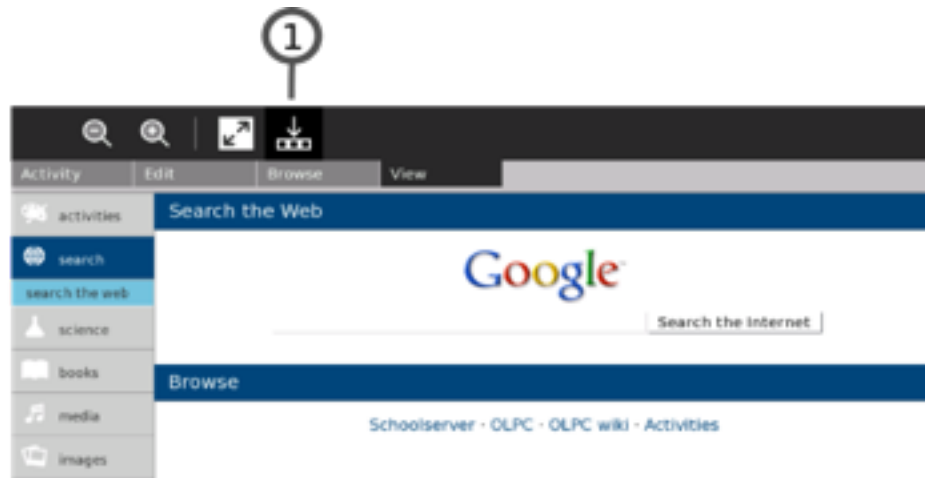 1
Activity Edit Browse View
activities
Search the Web
search
Google
search the web
Search the Internet
science
books
Browse
media
Schoolserver - OLPC - OLPC wiki - Activities
images